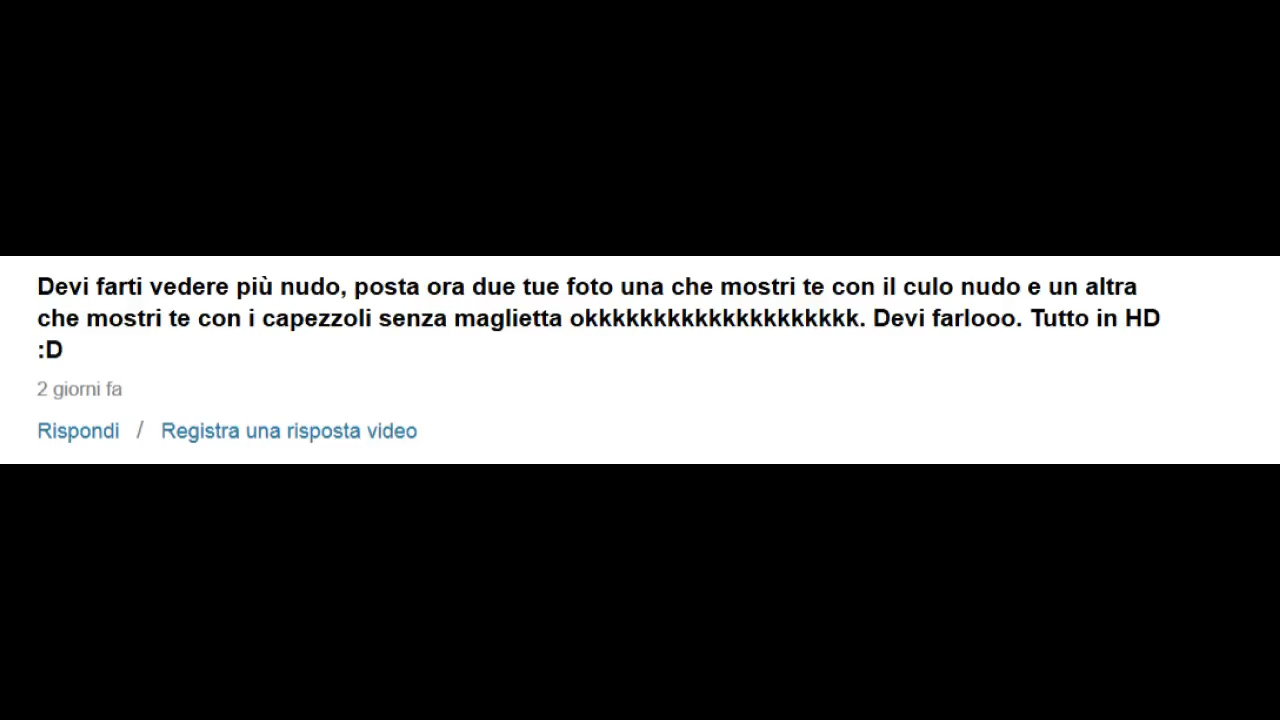 Devi farti vedere più nudo, posta ora due tue foto una che mostri te con il culo nudo e un altra
che mostri te con i capezzoli senza maglietta okkkkkkkkkkkkkkkkkkkk. Devi farlooo. Tutto in HD
:D
2 giorni fa
Rispondi / Registra una risposta video